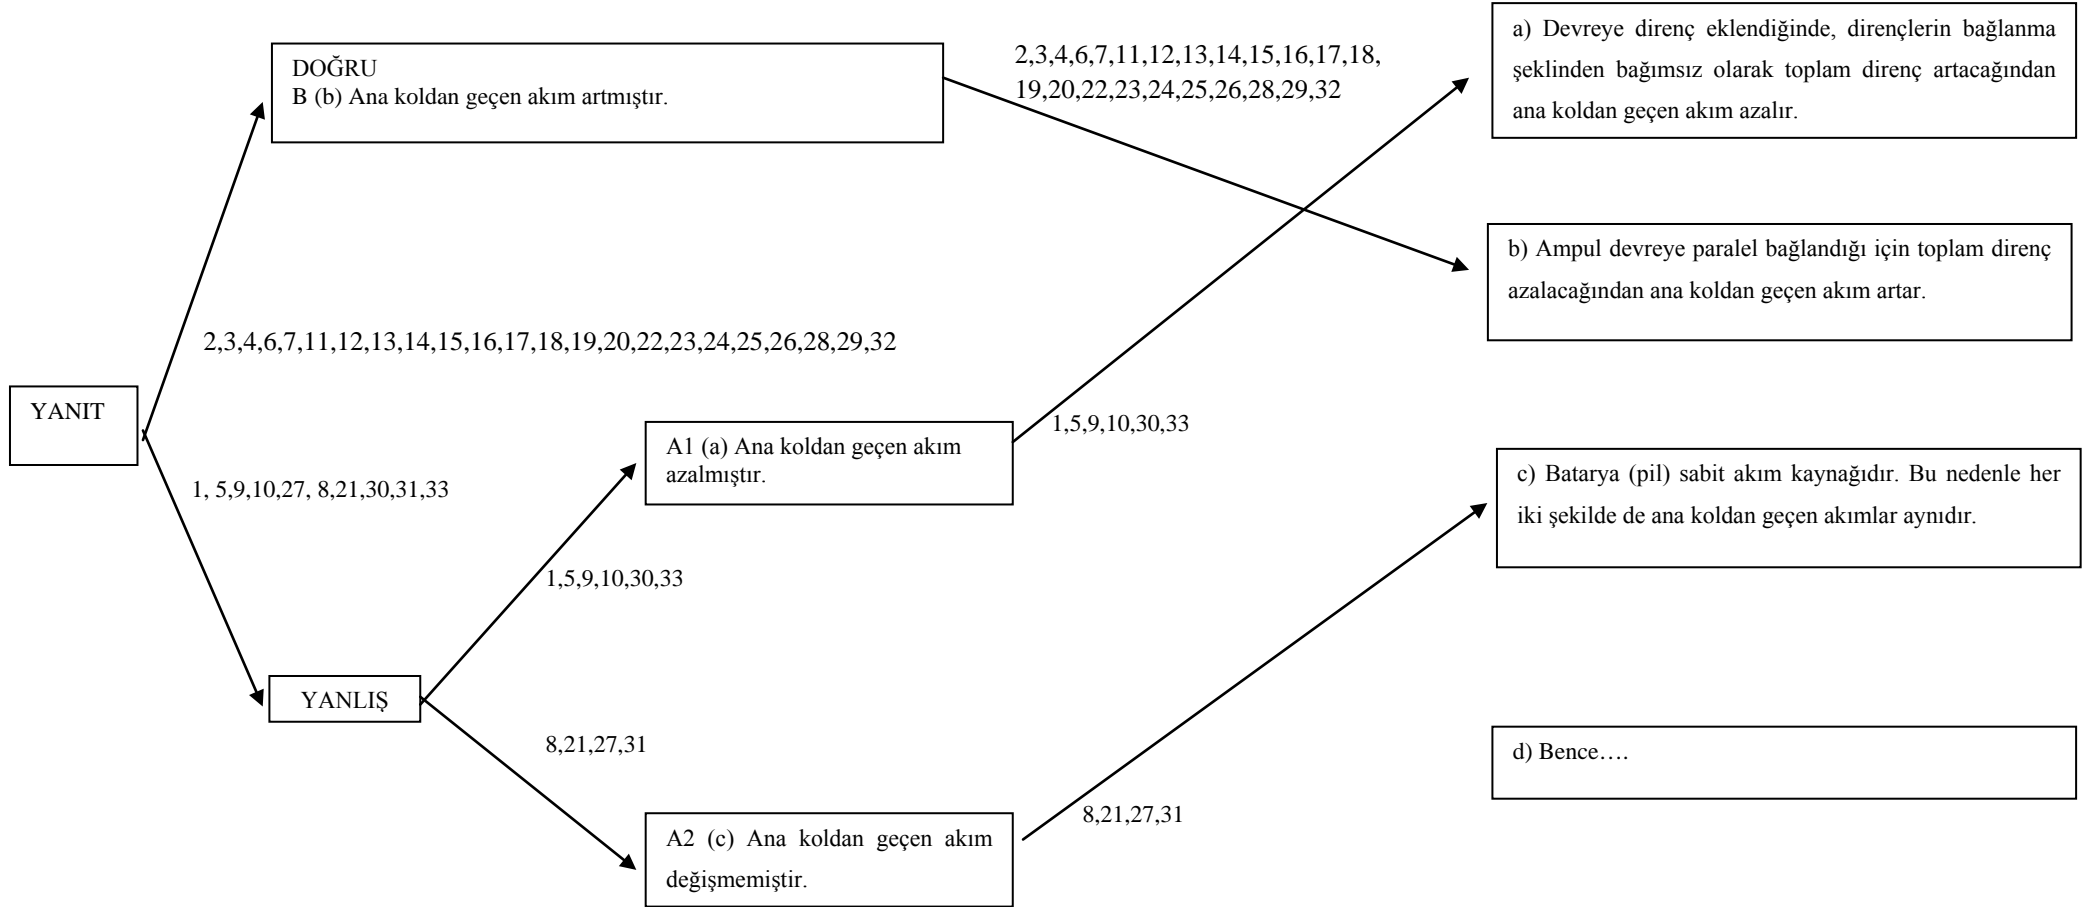 DOĞRU
B (b) Ana koldan geçen akım artmıştır.
2,3,4,6,7,11,12,13,14,15,16,17,18,
19,20,22,23,24,25,26,28,29,32
a) Devreye direnç eklendiğinde, dirençlerin bağlanma
şeklinden bağımsız olarak toplam direnç artacağından
ana koldan geçen akım azalır.
b) Ampul devreye paralel bağlandığı için toplam direnç
azalacağından ana koldan geçen akım artar.
2,3,4,6,7,11,12,13,14,15,16,17,18,19,20,22,23,24,25,26,28,29,32
YANIT
1, 5,9,10,27, 8,21,30,31,33
A1 (a) Ana koldan geçen akım
azalmıştır.
1,5,9,10,30,33
1,5,9,10,30,33
c) Batarya (pil) sabit akım kaynağıdır. Bu nedenle her
iki şekilde de ana koldan geçen akımlar aynıdır.
YANLIŞ
8,21,27,31
A2 (c) Ana koldan geçen akım
değişmemiştir.
8,21,27,31
d) Bence….